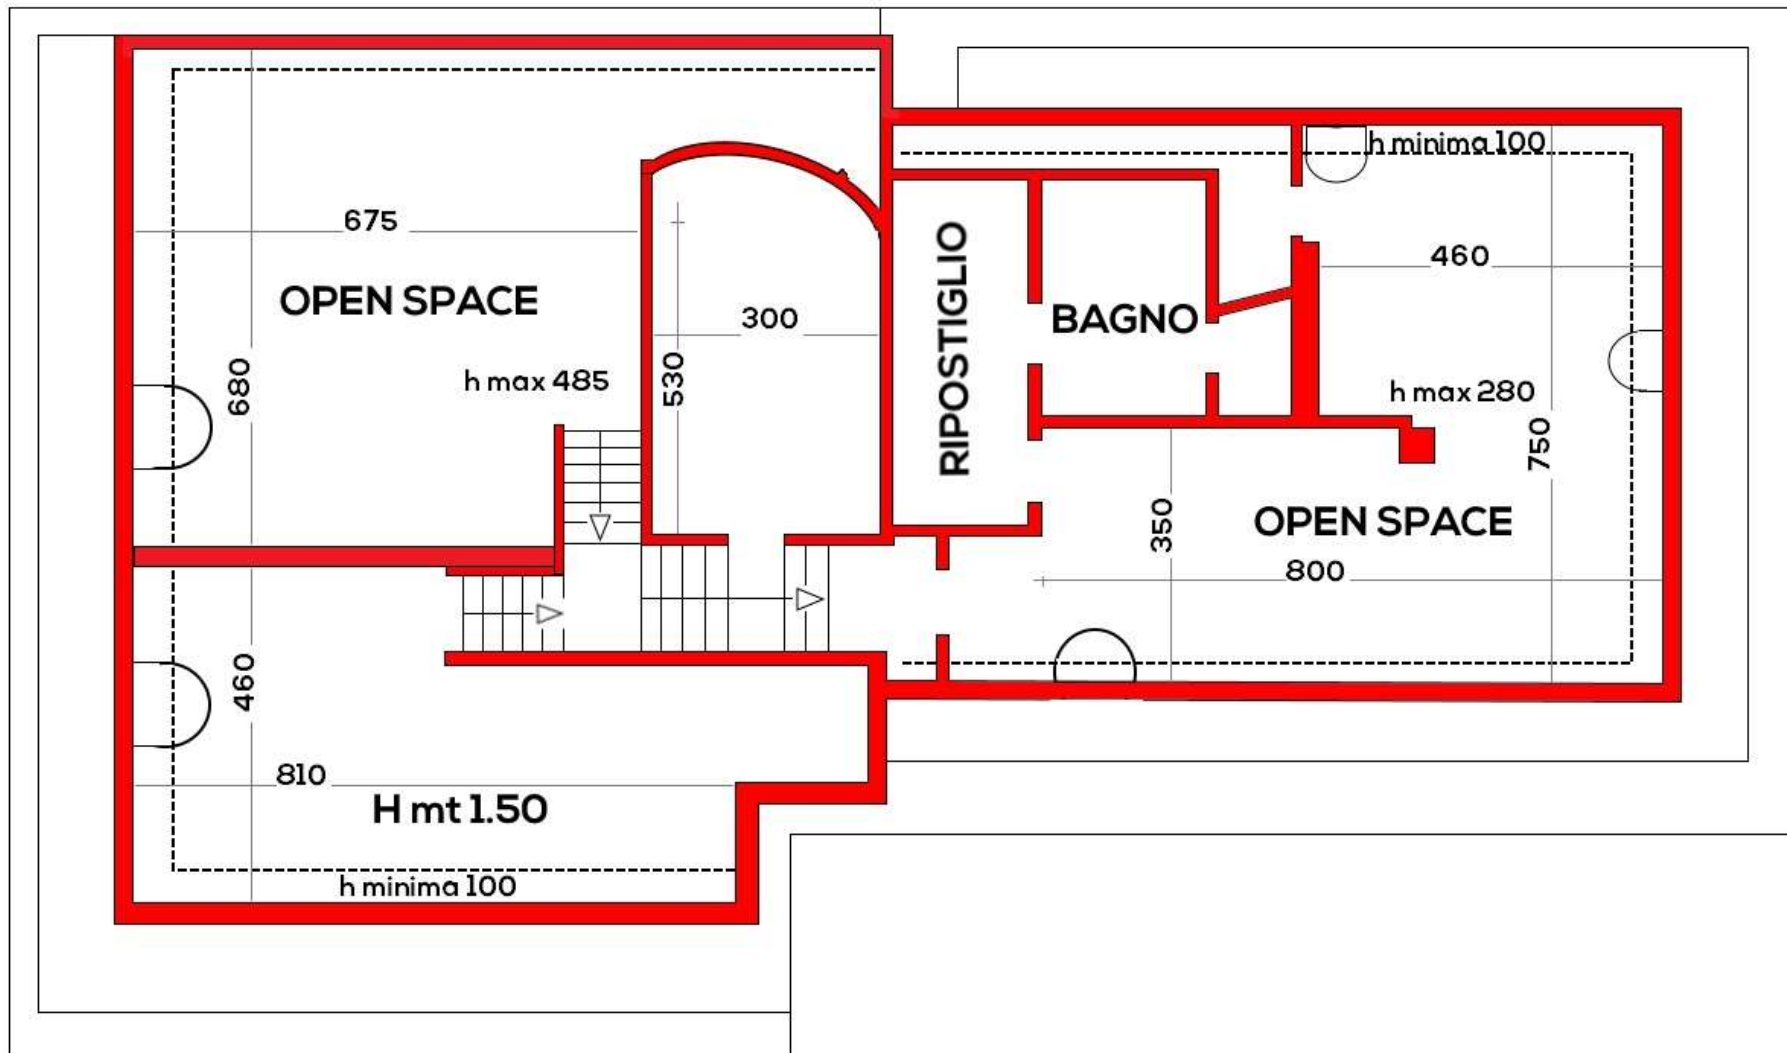 h minima 100
675
460
OPEN SPACE
300
RIPOSTIGLIO
BAGNO
680
h max 485
530
h max 280
750
350
OPEN SPACE
800
460
810
H mt 1.50
h minima 100